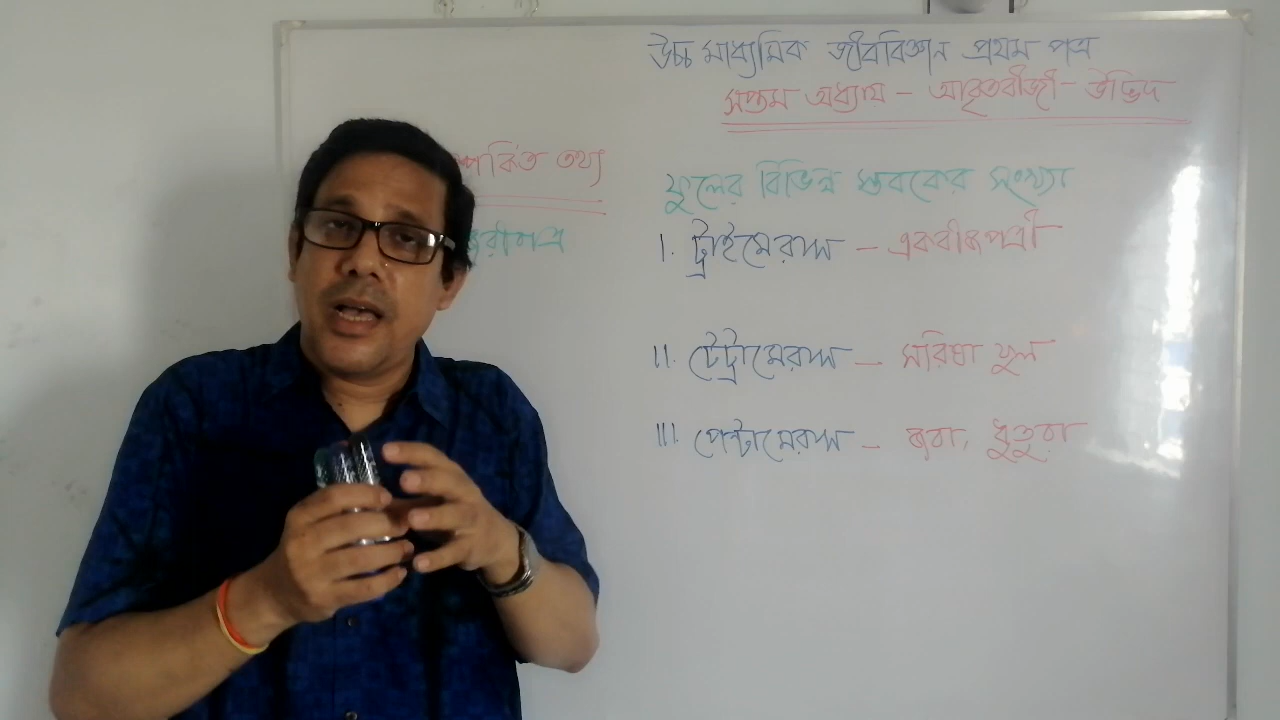 উচ্চ মাধ্যমিক জীববিজ্ঞান প্রথম পত্র
সপ্তম অধ্যায় – আবৃতবীজী – উদ্ভিদ
তথ্য
ফুলের বিভিন্ন স্তবকের সংখ্যা
I. ট্রাইমেরাস – একবীজপত্রী
II. টেট্রামেরাস – সরিষা ফুল
III. পেন্টামেরাস – জবা, ধুতুরা